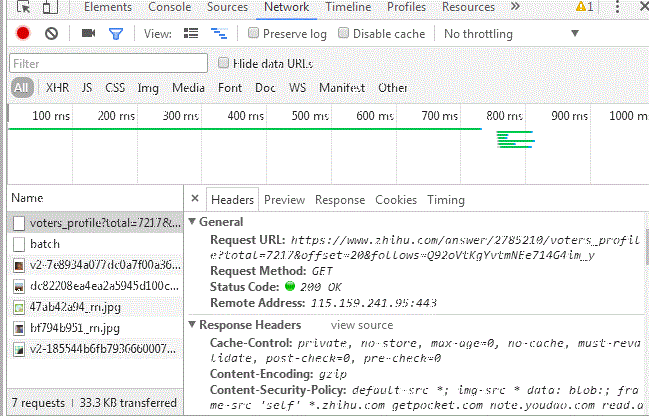 Elements Console Sources Network Timeline Profiles Resources » 1
View: Preserve log Disable cache No throttling
Filter Hide data URLs
All XHR JS CSS Img Media Font Doc WS Manifest Other
100 ms 200 ms 300 ms 400 ms 500 ms 600 ms 700 ms 800 ms 900 ms 1000 ms
Name
voters_profile?total=7217&...
batch
v2-7e8934a077dc0a7f00a36...
dc82208ea4ea2a5945d100c...
47ab42a94_m.jpg
bf794b951_m.jpg
v2-185544b6fb7936660007...
7 requests | 33.3 KB transferred
× Headers Preview Response Cookies Timing
General
Request URL: https://www.zhihu.com/answer/2785210/voters_profil
e?total=7217&offset=20&follows=
Request Method: GET
Status Code: 200 OK
Remote Address: 115.159.241.95:443
Response Headers view source
Cache-Control: private, no-store, max-age=0, no-cache, must-reva
lidate, post-check=0, pre-check=0
Content-Encoding: gzip
Content-Security-Policy: default-src *; img-src * data: blob:; fra
me-src 'self' *.zhihu.com getpocket.com note.youdao.com read.a